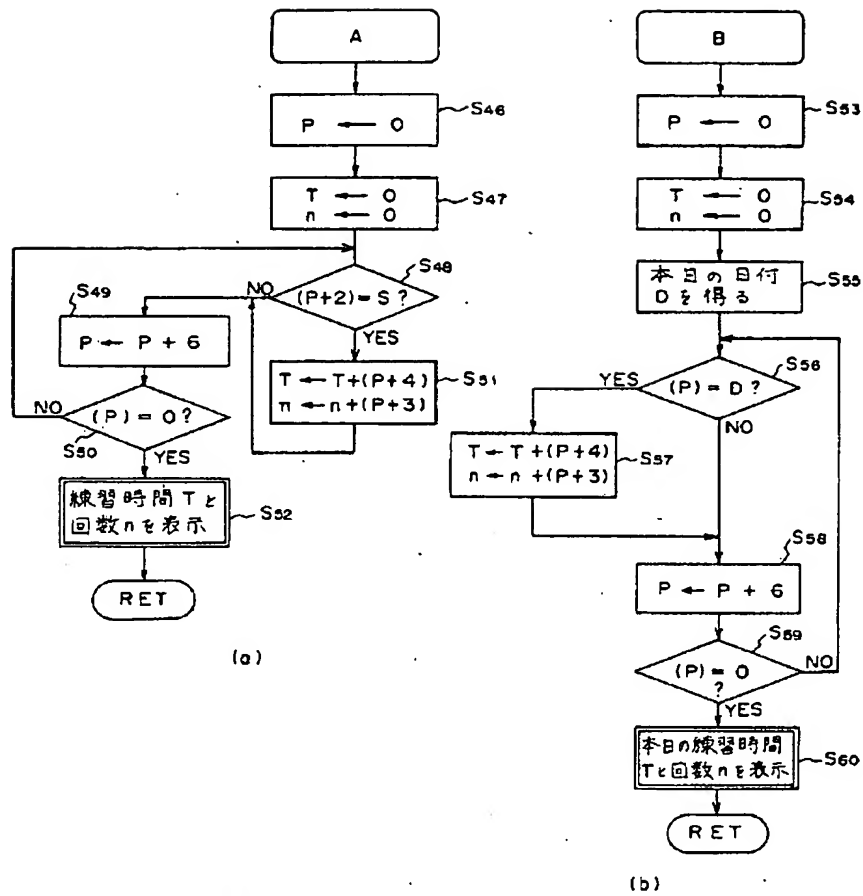 A
P ← 0
S46
T ← 0
n ← 0
S47
(P+2)=S?
S48
NO
YES
S49
P ← P + 6
T ← T+(P+4)
n ← n+(P+3)
S51
(P)=0?
NO
S50
YES
練習時間Tと
回数nを表示
S52
RET
(a)
B
P ← 0
S53
T ← 0
n ← 0
S54
本日の日付
Dを得る
S55
(P)=D?
S56
YES
NO
T ← T+(P+4)
n ← n+(P+3)
S57
S58
P ← P + 6
S59
(P)=0
?
NO
YES
本日の練習時間
Tと回数nを表示
S60
RET
(b)